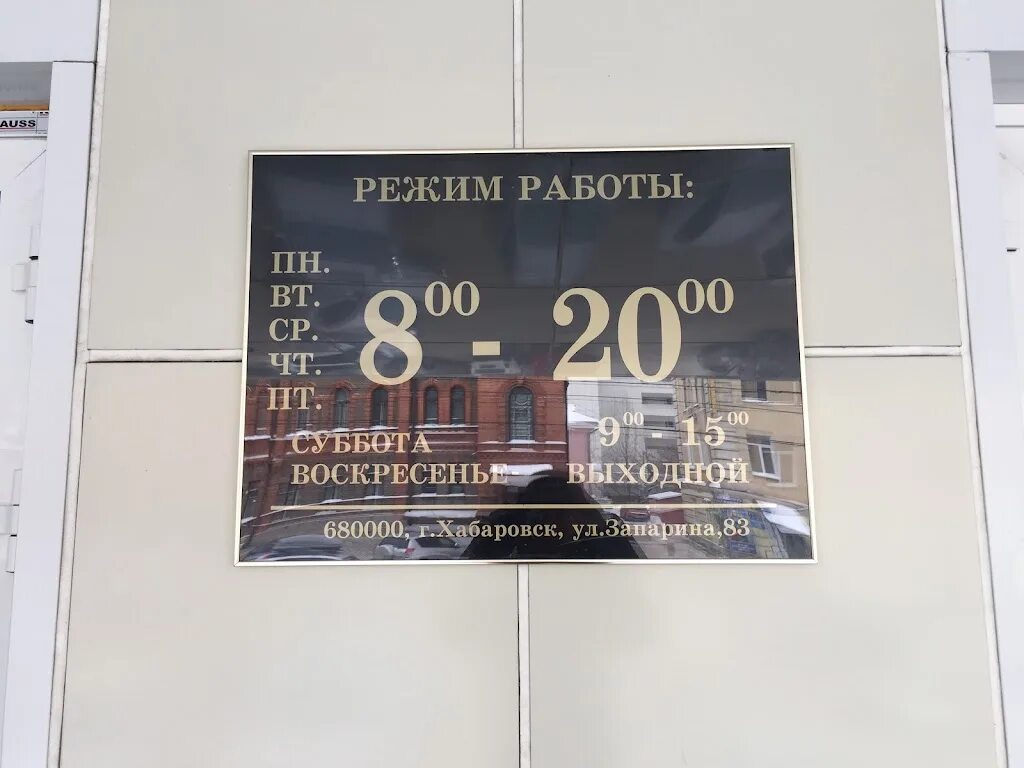 AUSS
РЕЖИМ РАБОТЫ:
ПН.
ВТ.
СР.
ЧТ.
ПТ.
8⁰⁰ - 20⁰⁰
СУББОТА 9⁰⁰ - 15⁰⁰
ВОСКРЕСЕНЬЕ - ВЫХОДНОЙ
680000, г.Хабаровск, ул.Запарина,83